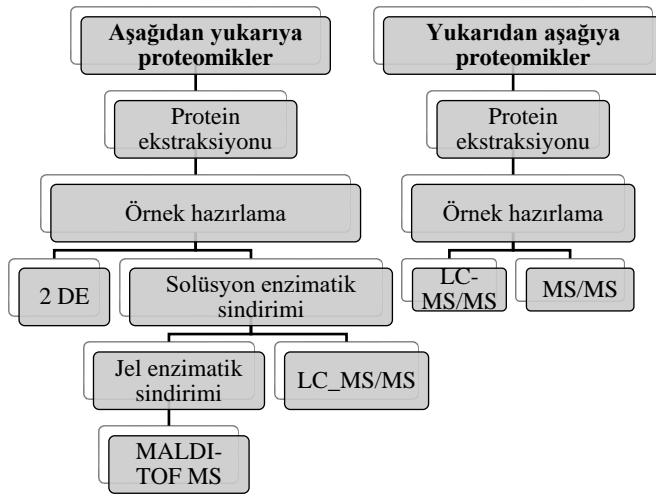 Aşağıdan yukarıya
proteomikler
Protein
ekstraksiyonu
Örnek hazırlama
2 DE
Solüsyon enzimatik
sindirimi
Jel enzimatik
sindirimi
LC_MS/MS
MALDI-
TOF MS
Yukarıdan aşağıya
proteomikler
Protein
ekstraksiyonu
Örnek hazırlama
LC-
MS/MS
MS/MS